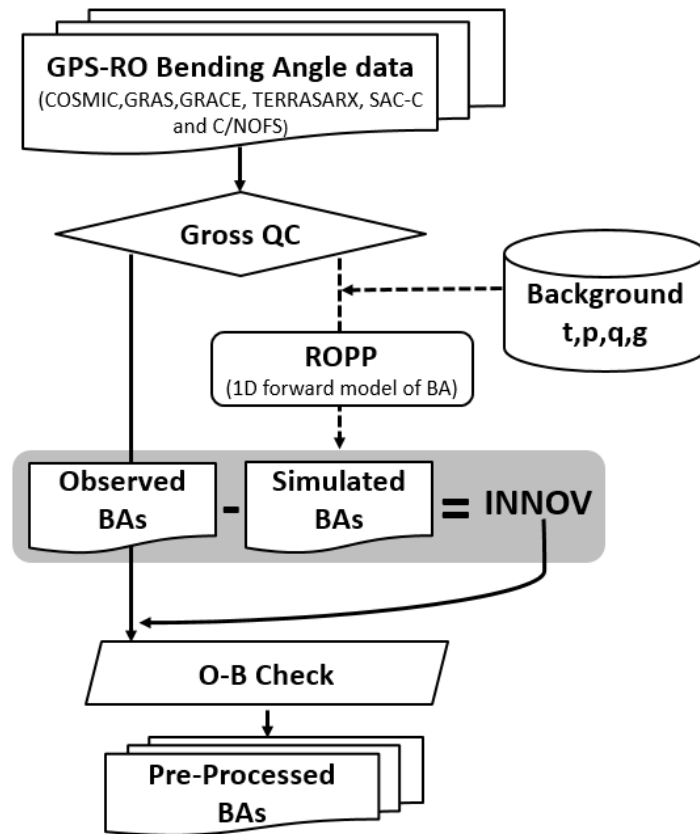 GPS-RO Bending Angle data
(COSMIC,GRAS,GRACE, TERRASARX, SAC-C
and C/NOFS)
Gross QC
Background
t,p,q,g
ROPP
(1D forward model of BA)
Observed
BAs
-
Simulated
BAs
=
INNOV
O-B Check
Pre-Processed
BAs